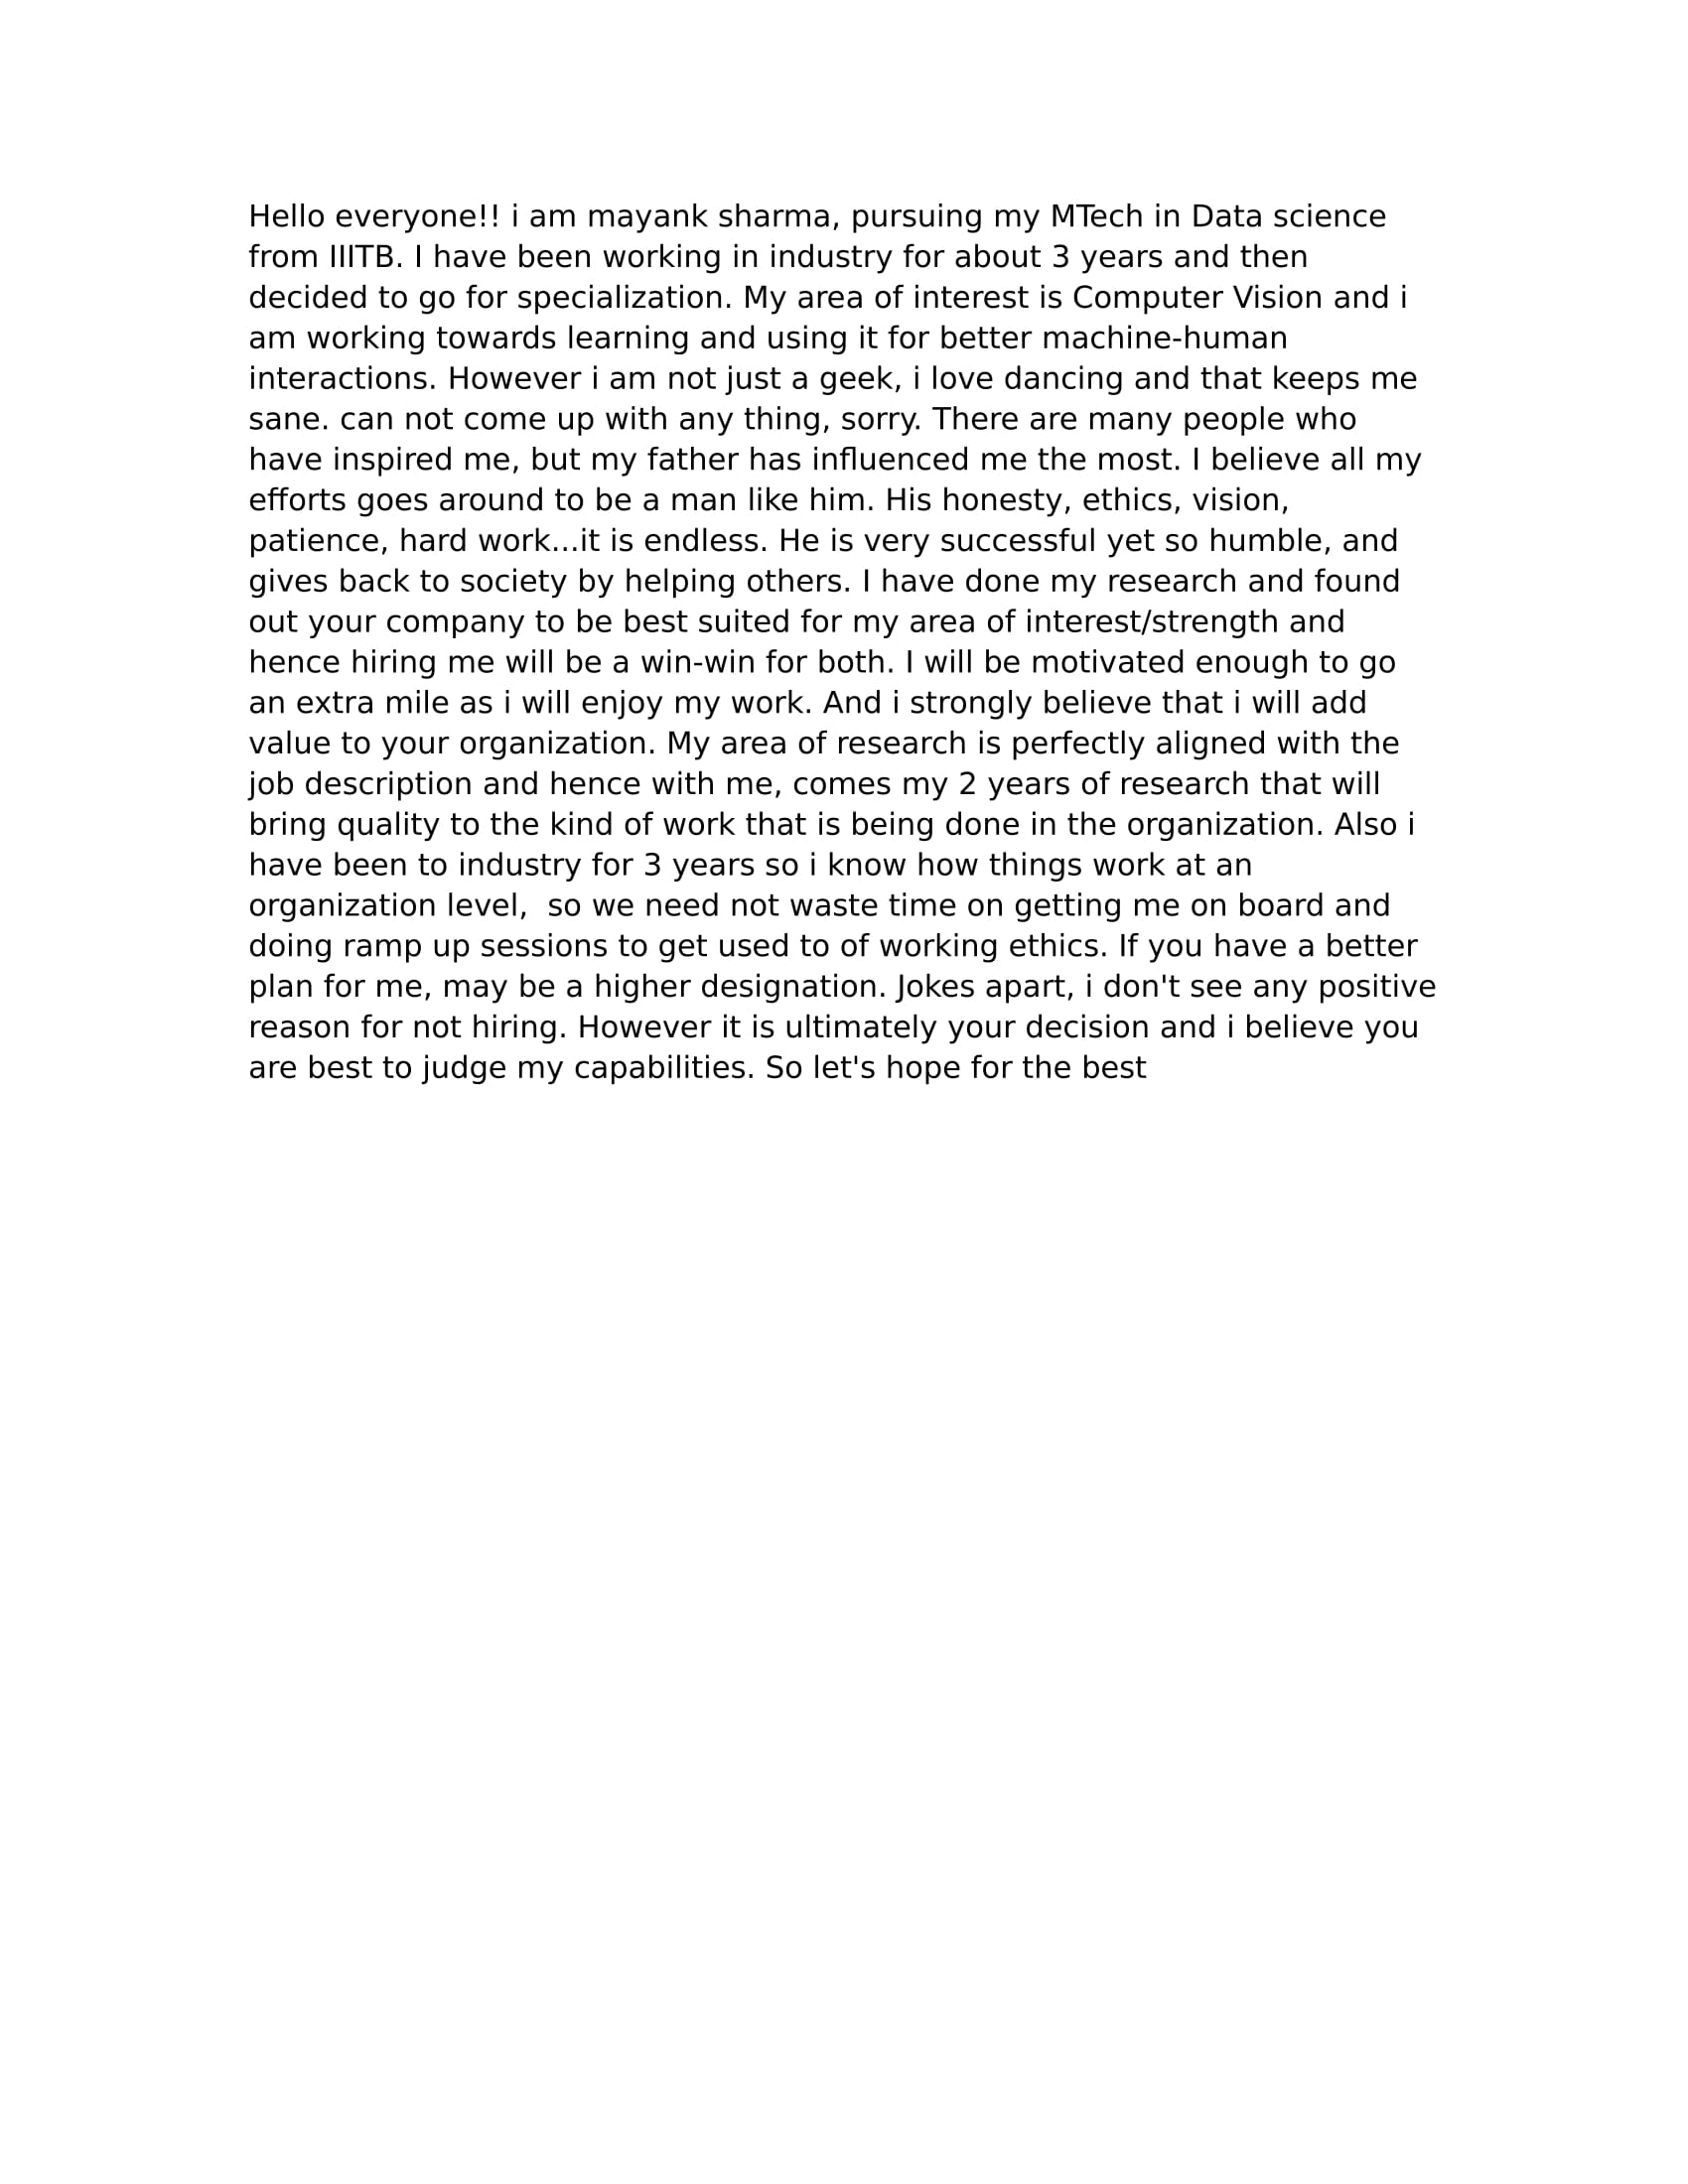 Hello everyone!! i am mayank sharma, pursuing my MTech in Data science
from IIITB. I have been working in industry for about 3 years and then
decided to go for specialization. My area of interest is Computer Vision and i
am working towards learning and using it for better machine-human
interactions. However i am not just a geek, i love dancing and that keeps me
sane. can not come up with any thing, sorry. There are many people who
have inspired me, but my father has influenced me the most. I believe all my
efforts goes around to be a man like him. His honesty, ethics, vision,
patience, hard work...it is endless. He is very successful yet so humble, and
gives back to society by helping others. I have done my research and found
out your company to be best suited for my area of interest/strength and
hence hiring me will be a win-win for both. I will be motivated enough to go
an extra mile as i will enjoy my work. And i strongly believe that i will add
value to your organization. My area of research is perfectly aligned with the
job description and hence with me, comes my 2 years of research that will
bring quality to the kind of work that is being done in the organization. Also i
have been to industry for 3 years so i know how things work at an
organization level,  so we need not waste time on getting me on board and
doing ramp up sessions to get used to of working ethics. If you have a better
plan for me, may be a higher designation. Jokes apart, i don't see any positive
reason for not hiring. However it is ultimately your decision and i believe you
are best to judge my capabilities. So let's hope for the best